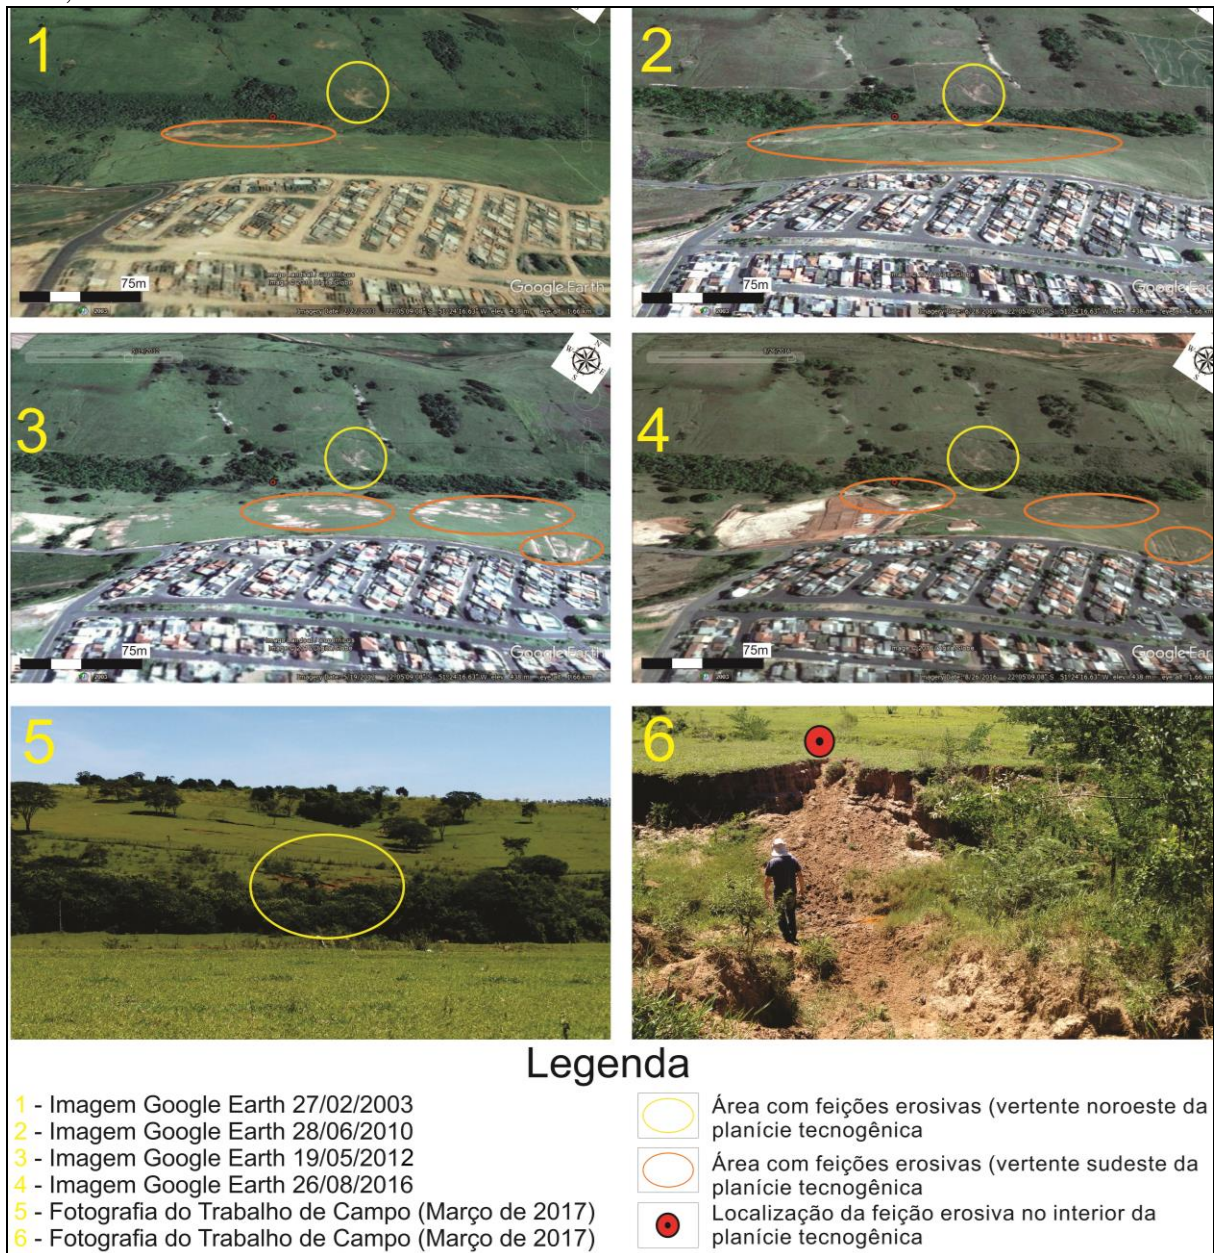 1
2
75m
Google Earth
75m
Google Ear
3
4
75m
Google Earth
75m
Google Ear
5
6
Legenda
1 - Imagem Google Earth 27/02/2003
2 - Imagem Google Earth 28/06/2010
3 - Imagem Google Earth 19/05/2012
4 - Imagem Google Earth 26/08/2016
5 - Fotografia do Trabalho de Campo (Março de 2017)
6 - Fotografia do Trabalho de Campo (Março de 2017)
Área com feições erosivas (vertente noroeste da
planície tecnogênica
Área com feições erosivas (vertente sudeste da
planície tecnogênica
Localização da feição erosiva no interior da
planície tecnogênica